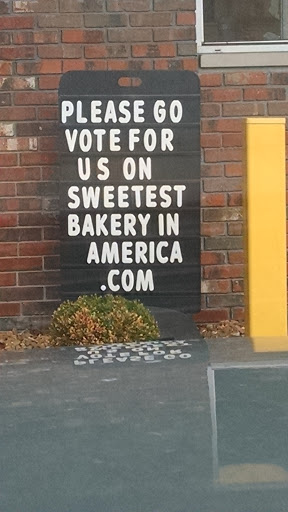 PLEASE GO
VOTE FOR
US ON
SWEETEST
BAKERY IN
AMERICA
.COM